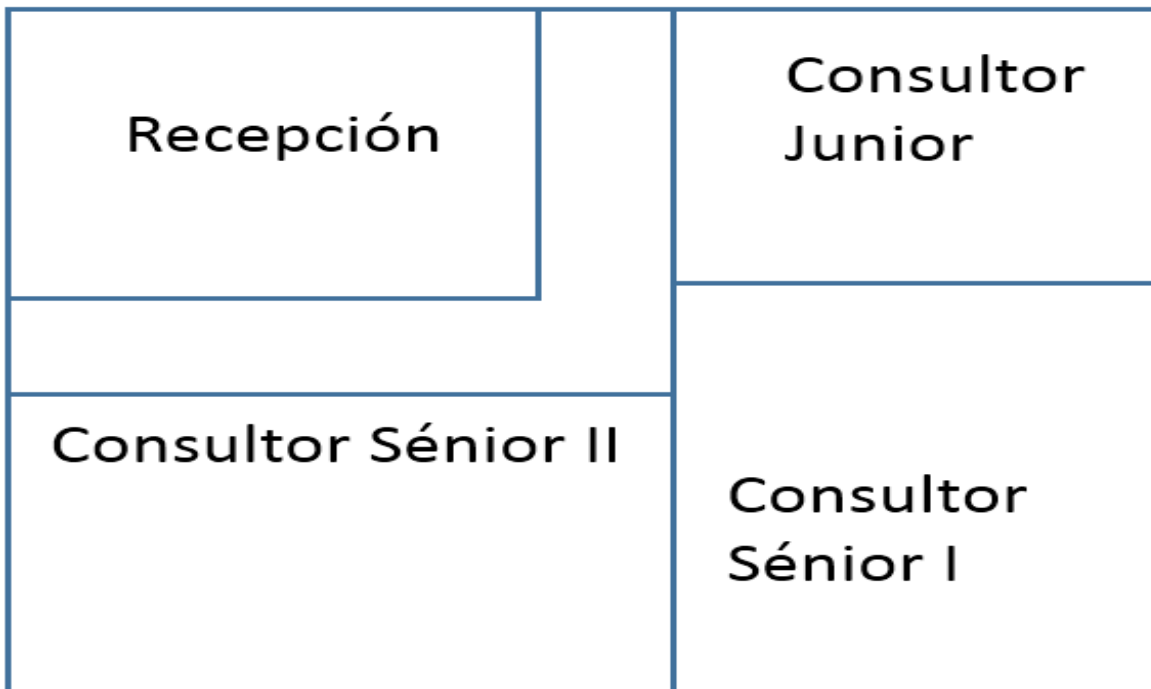 Recepción
Consultor
Junior
Consultor Sénior II
Consultor
Sénior I